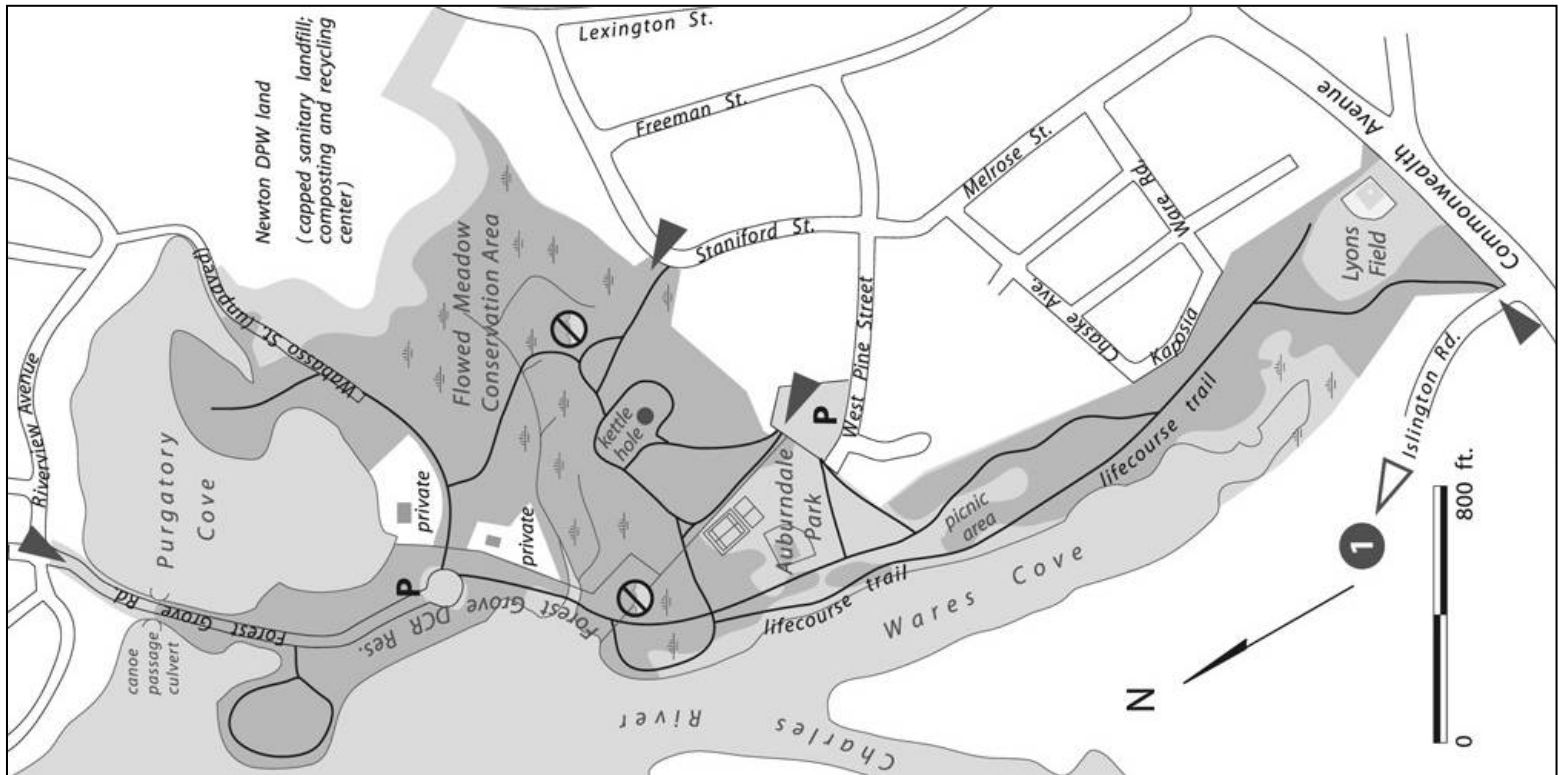 Lexington St.
Newton DPW land
(capped sanitary landfill;
composting and recycling
center)
Freeman St.
Melrose St.
Commonwealth Avenue
Ware Rd.
Staniford St.
Flowed Meadow
Conservation Area
Wabasso St. (unpaved)
Riverview Avenue
Purgatory
Cove
Lyons
Field
Chaske Ave.
Kaposia
West Pine Street
P
kettle
hole
private
private
Auburndale
Park
picnic
area
lifecourse trail
Islington Rd.
P
Forest Grove Rd.
Forest Grove DCR Res.
canoe
passage
culvert
lifecourse trail
Wares Cove
1
N
Charles River
0
800 ft.